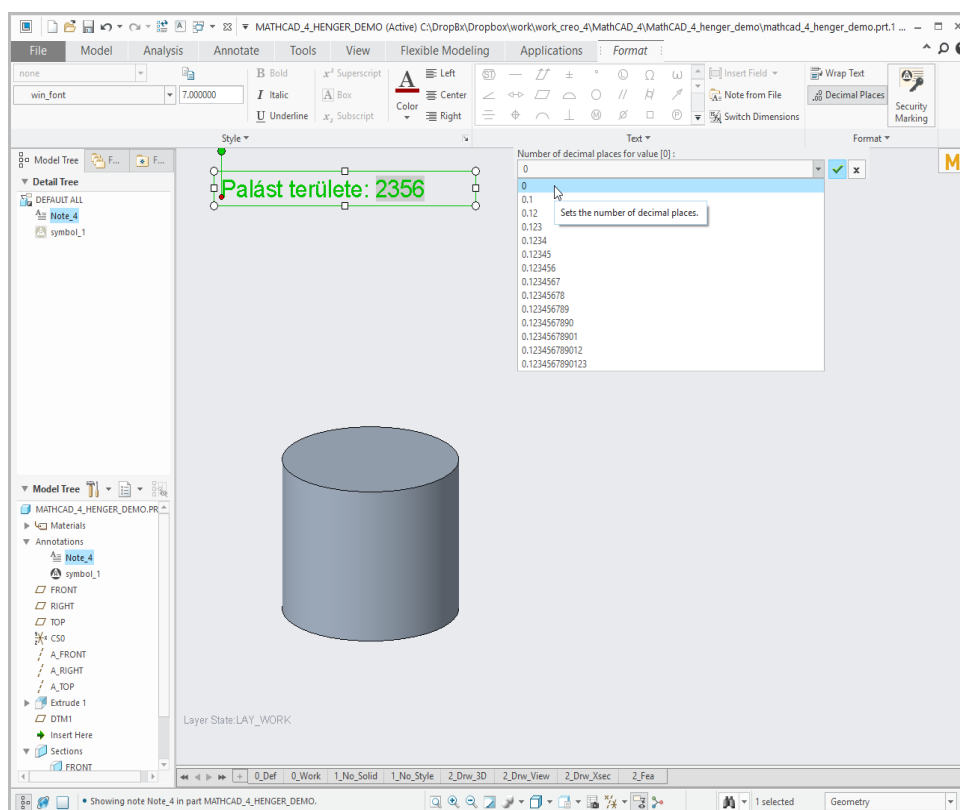 MATHCAD_4_HENGER_DEMO (Active) C:\DropBx\Dropbox\work\work_creo_4\MathCAD_4\MathCAD_4_henger_demo\mathcad_4_henger_demo.prt.1 ...
File Model Analysis Annotate Tools View Flexible Modeling Applications Format
none B Bold x² Superscript A Left Insert Field Wrap Text
win_font 7.000000 I Italic A Box Center Note from File .00 Decimal Places
U Underline x₂ Subscript Color Right Switch Dimensions Security Marking
Style Text Format
Model Tree F... F...
Detail Tree
DEFAULT ALL
Note_4
symbol_1
Palást területe: 2356
Number of decimal places for value [0] :
0
0
0.1
0.12
0.123
0.1234
0.12345
0.123456
0.1234567
0.12345678
0.123456789
0.1234567890
0.12345678901
0.123456789012
0.1234567890123
Sets the number of decimal places.
M
Model Tree
MATHCAD_4_HENGER_DEMO.PR
Materials
Annotations
Note_4
symbol_1
FRONT
RIGHT
TOP
CS0
A_FRONT
A_RIGHT
A_TOP
Extrude 1
DTM1
Insert Here
Sections
FRONT
Layer State:LAY_WORK
0_Def 0_Work 1_No_Solid 1_No_Style 2_Drw_3D 2_Drw_View 2_Drw_Xsec 2_Fea
• Showing note Note_4 in part MATHCAD_4_HENGER_DEMO.
1 selected Geometry